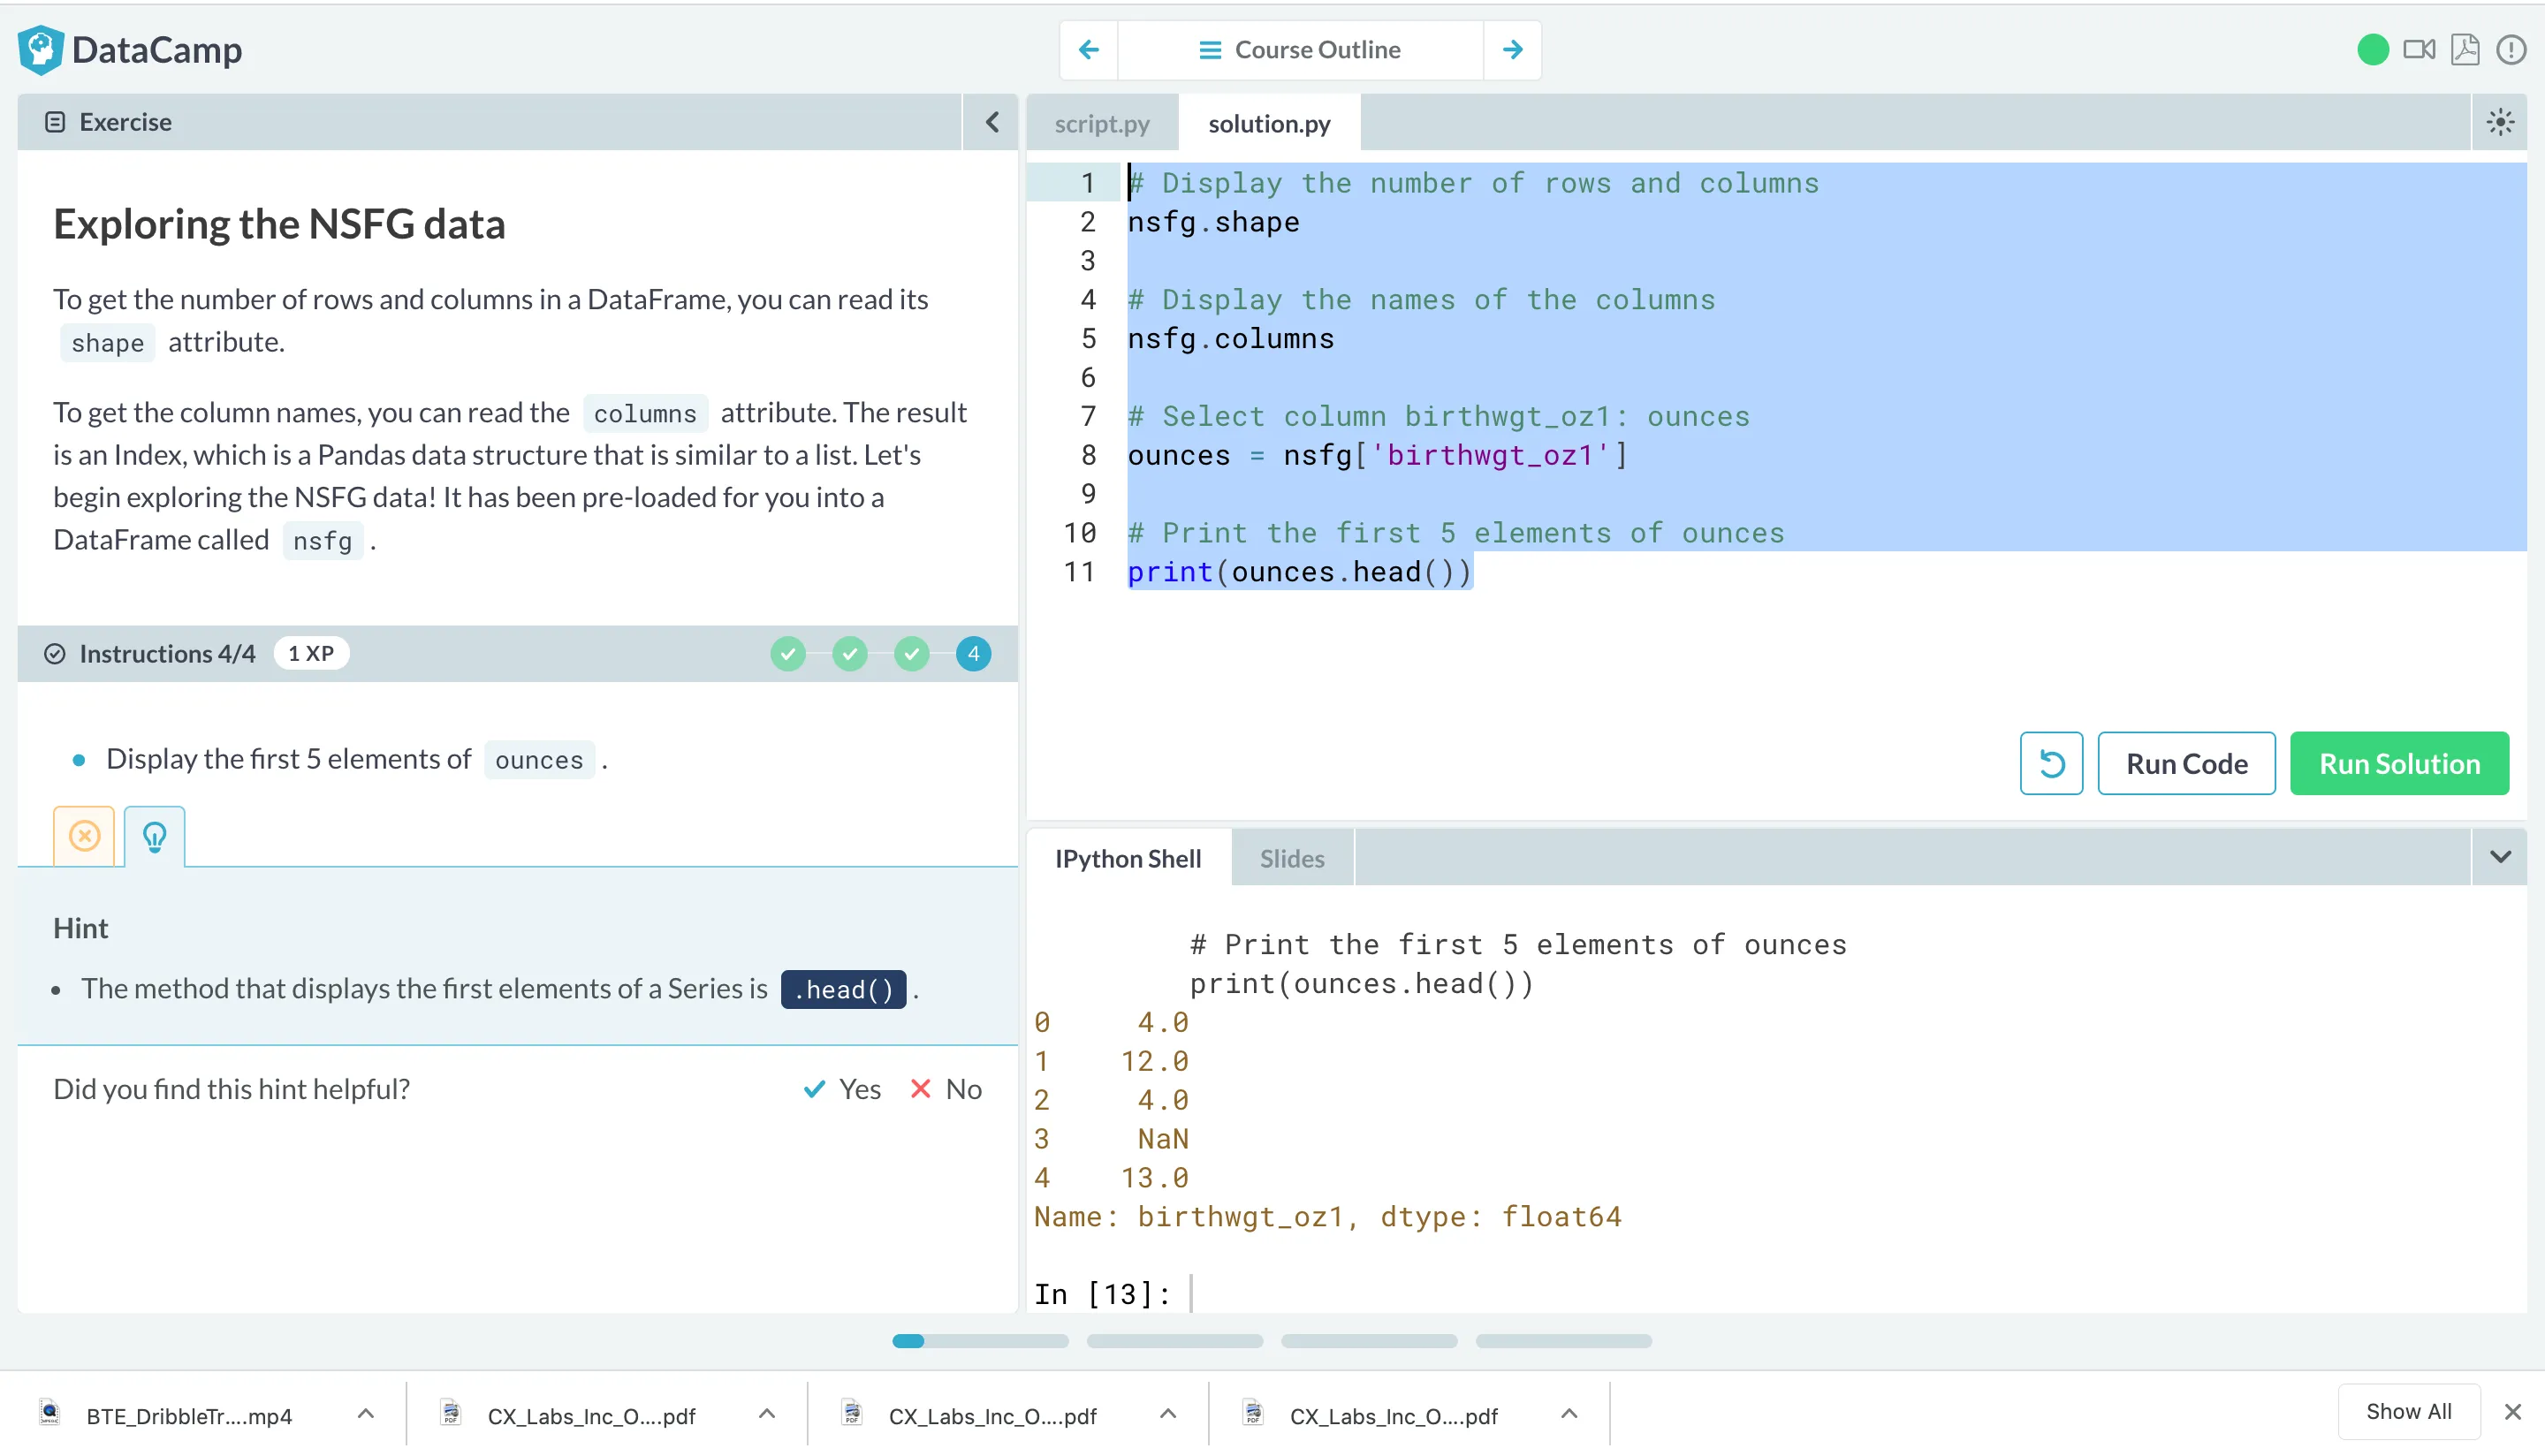 DataCamp
Course Outline
Exercise
Exploring the NSFG data
To get the number of rows and columns in a DataFrame, you can read its
shape attribute.
To get the column names, you can read the columns attribute. The result
is an Index, which is a Pandas data structure that is similar to a list. Let's
begin exploring the NSFG data! It has been pre-loaded for you into a
DataFrame called nsfg .
Instructions 4/4 1 XP
4
Display the first 5 elements of ounces .
Hint
• The method that displays the first elements of a Series is .head() .
Did you find this hint helpful? Yes No
script.py solution.py
1 # Display the number of rows and columns
2 nsfg.shape
3
4 # Display the names of the columns
5 nsfg.columns
6
7 # Select column birthwgt_oz1: ounces
8 ounces = nsfg['birthwgt_oz1']
9
10 # Print the first 5 elements of ounces
11 print(ounces.head())
Run Code Run Solution
IPython Shell Slides
# Print the first 5 elements of ounces
print(ounces.head())
0 4.0
1 12.0
2 4.0
3 NaN
4 13.0
Name: birthwgt_oz1, dtype: float64
In [13]:
BTE_DribbleTr....mp4 CX_Labs_Inc_O....pdf CX_Labs_Inc_O....pdf CX_Labs_Inc_O....pdf Show All